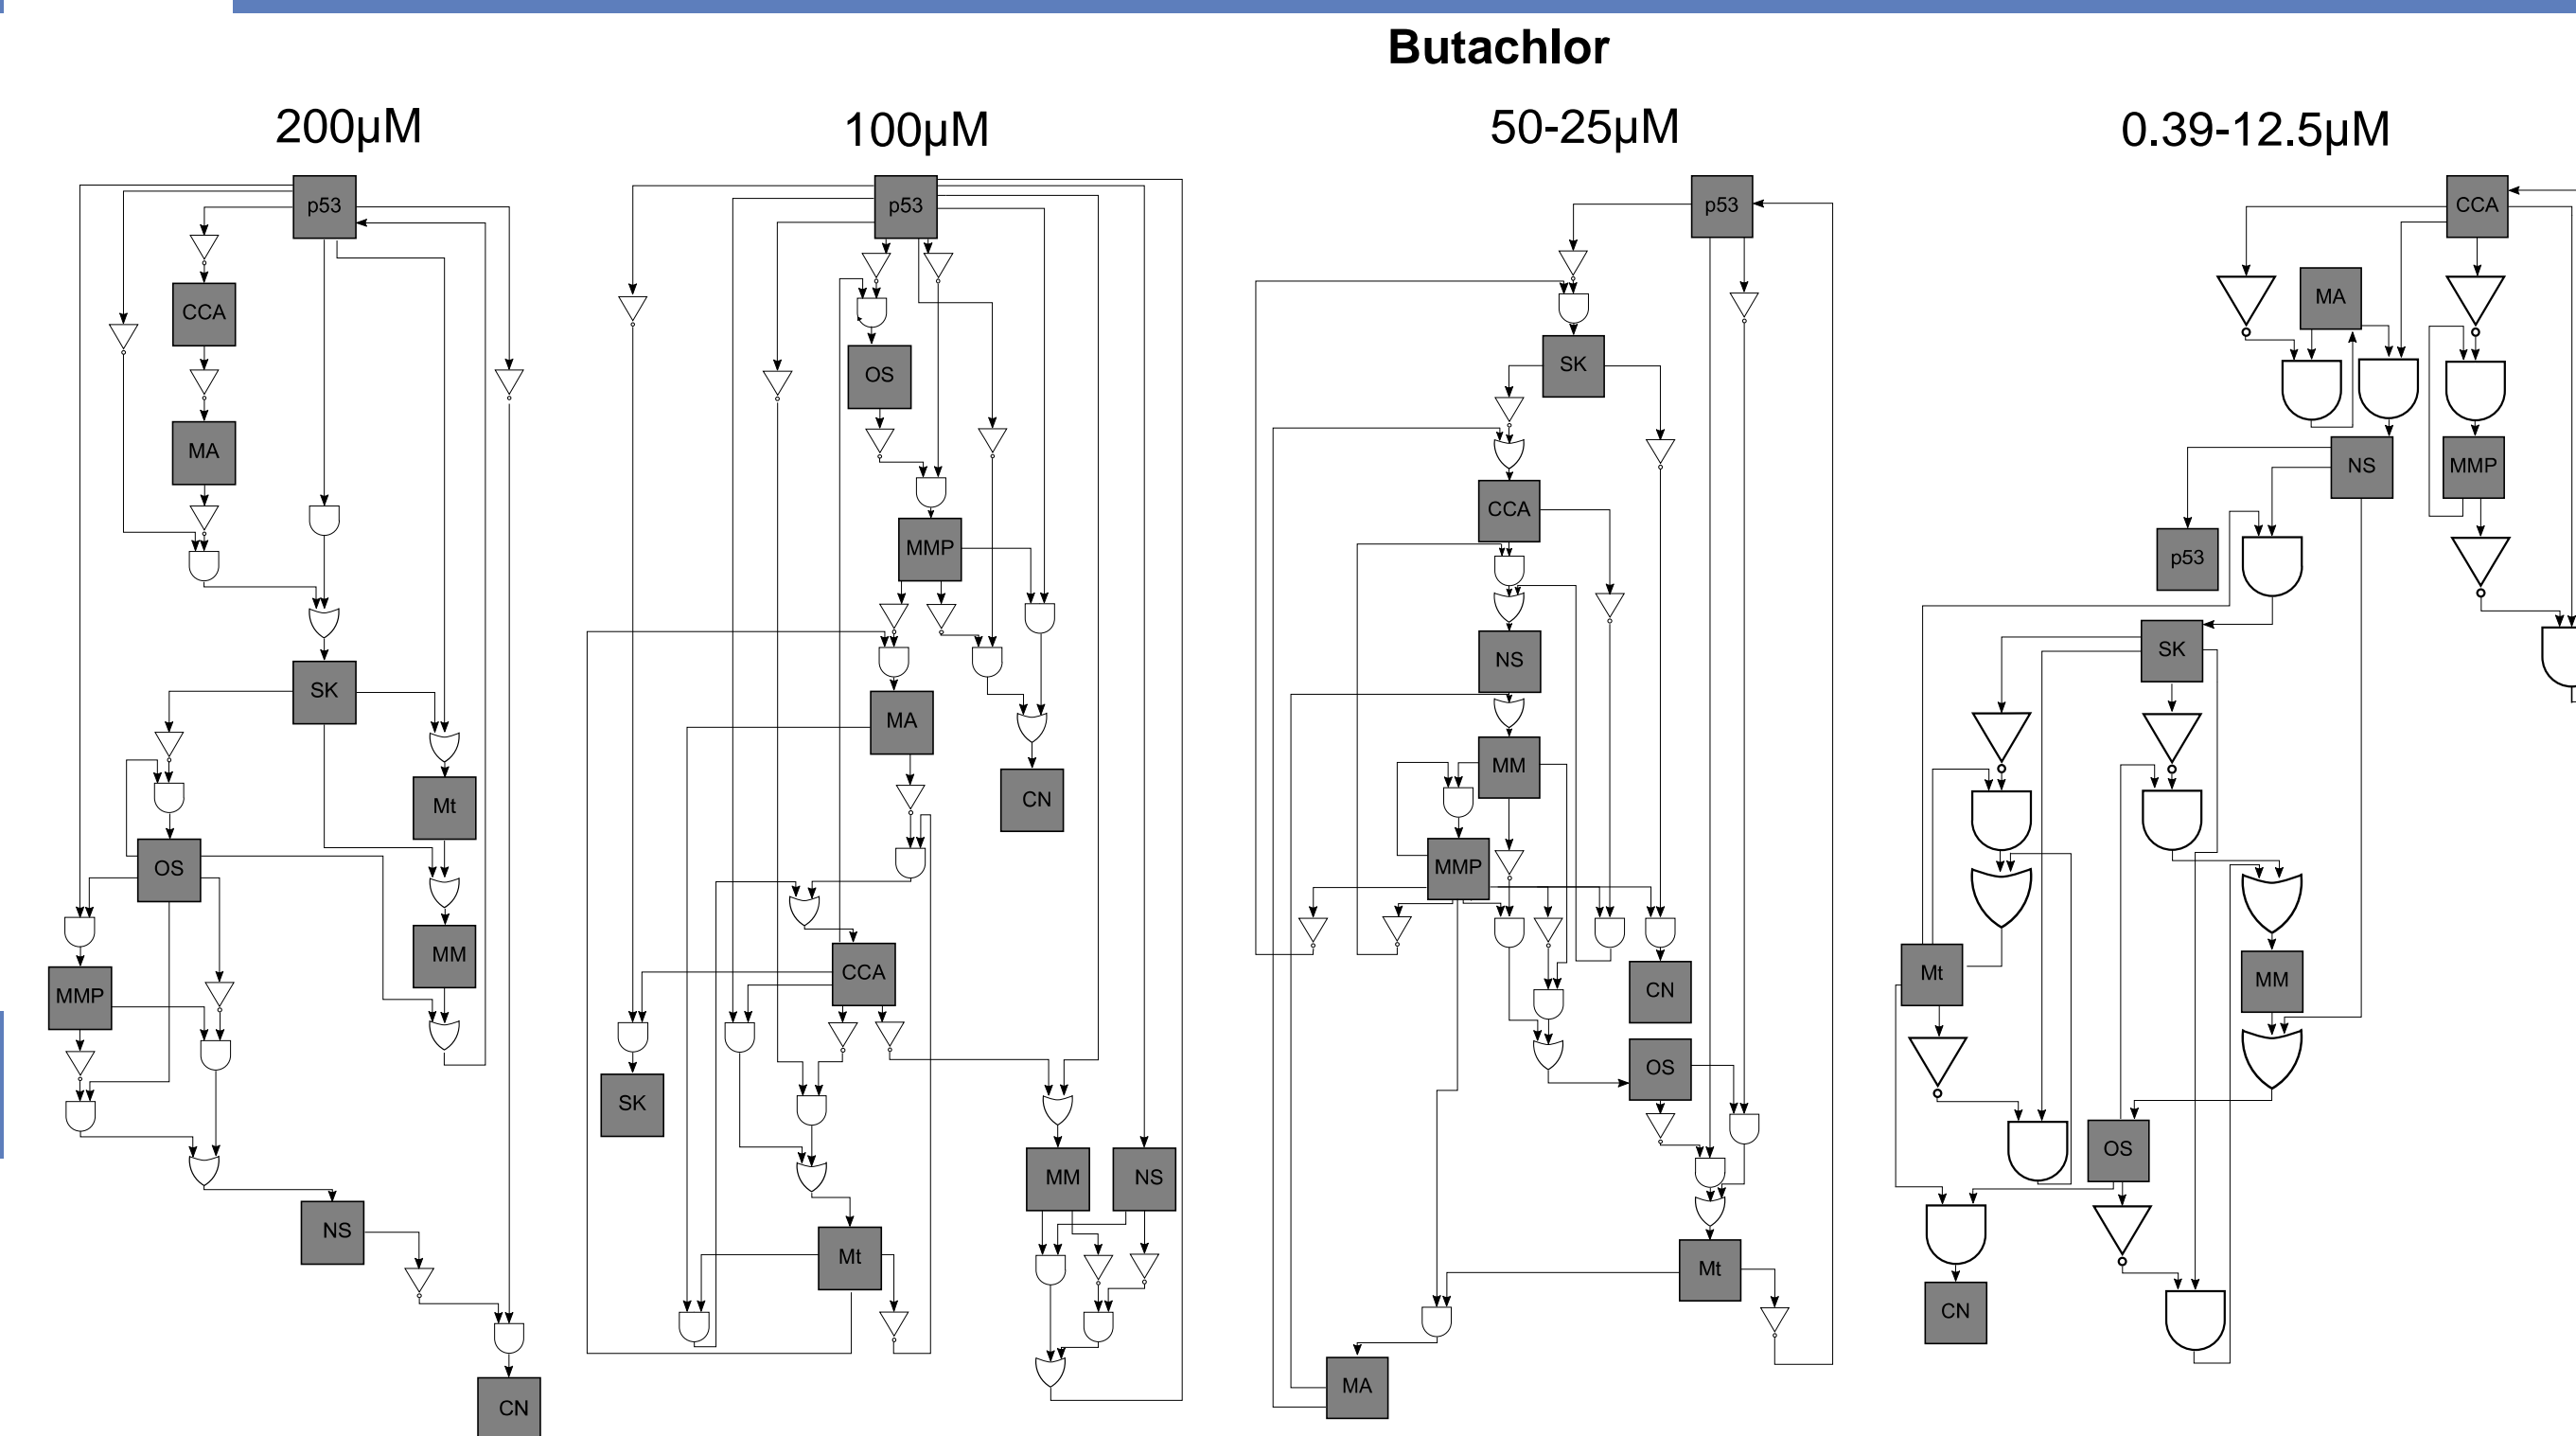 Butachlor
200µM
100µM
50-25µM
0.39-12.5µM
p53
CCA
MA
SK
Mt
OS
MM
MMP
NS
CN
p53
OS
MMP
MA
CN
CCA
SK
MM
NS
Mt
p53
SK
CCA
NS
MM
MMP
CN
OS
Mt
MA
CCA
MA
NS
MMP
p53
SK
Mt
MM
OS
CN